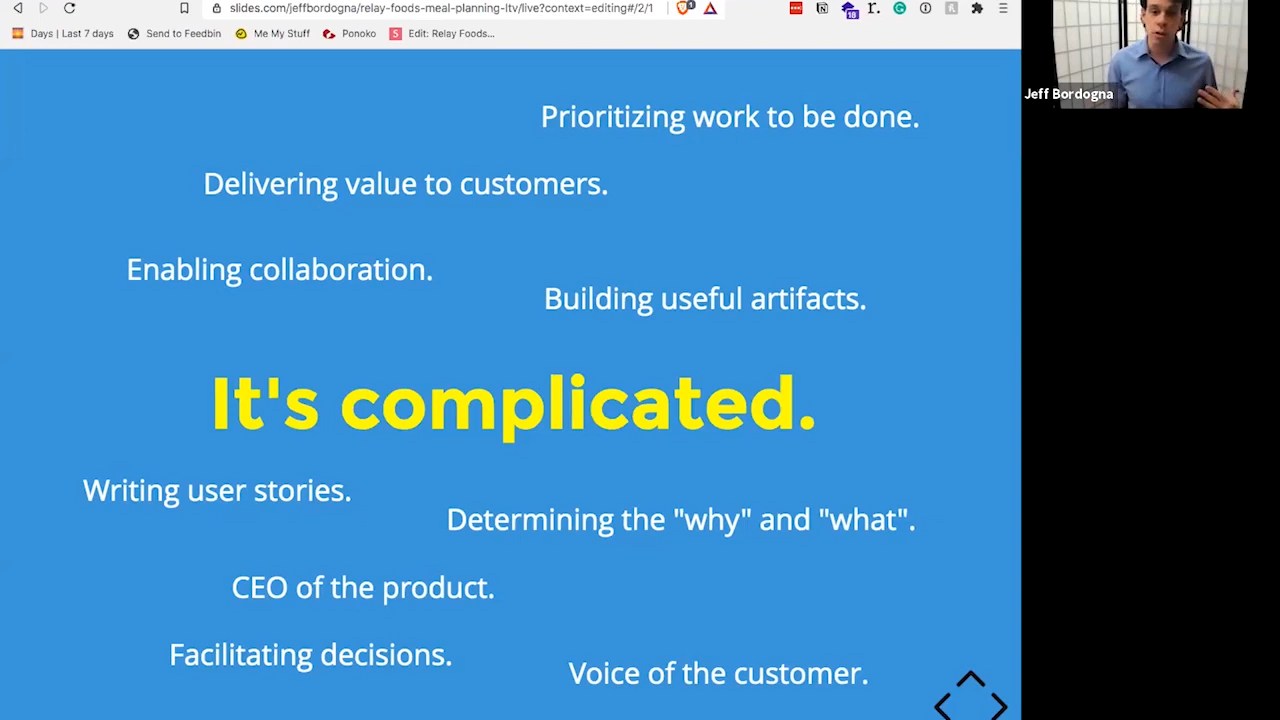 slides.com/jeffbordogna/relay-foods-meal-planning-ltv/live?context=editing#/2/1
1
18
r.
Days | Last 7 days
Send to Feedbin
Me My Stuff
Ponoko
S
Edit: Relay Foods...
Jeff Bordogna
Prioritizing work to be done.
Delivering value to customers.
Enabling collaboration.
Building useful artifacts.
It's complicated.
Writing user stories.
Determining the "why" and "what".
CEO of the product.
Facilitating decisions.
Voice of the customer.